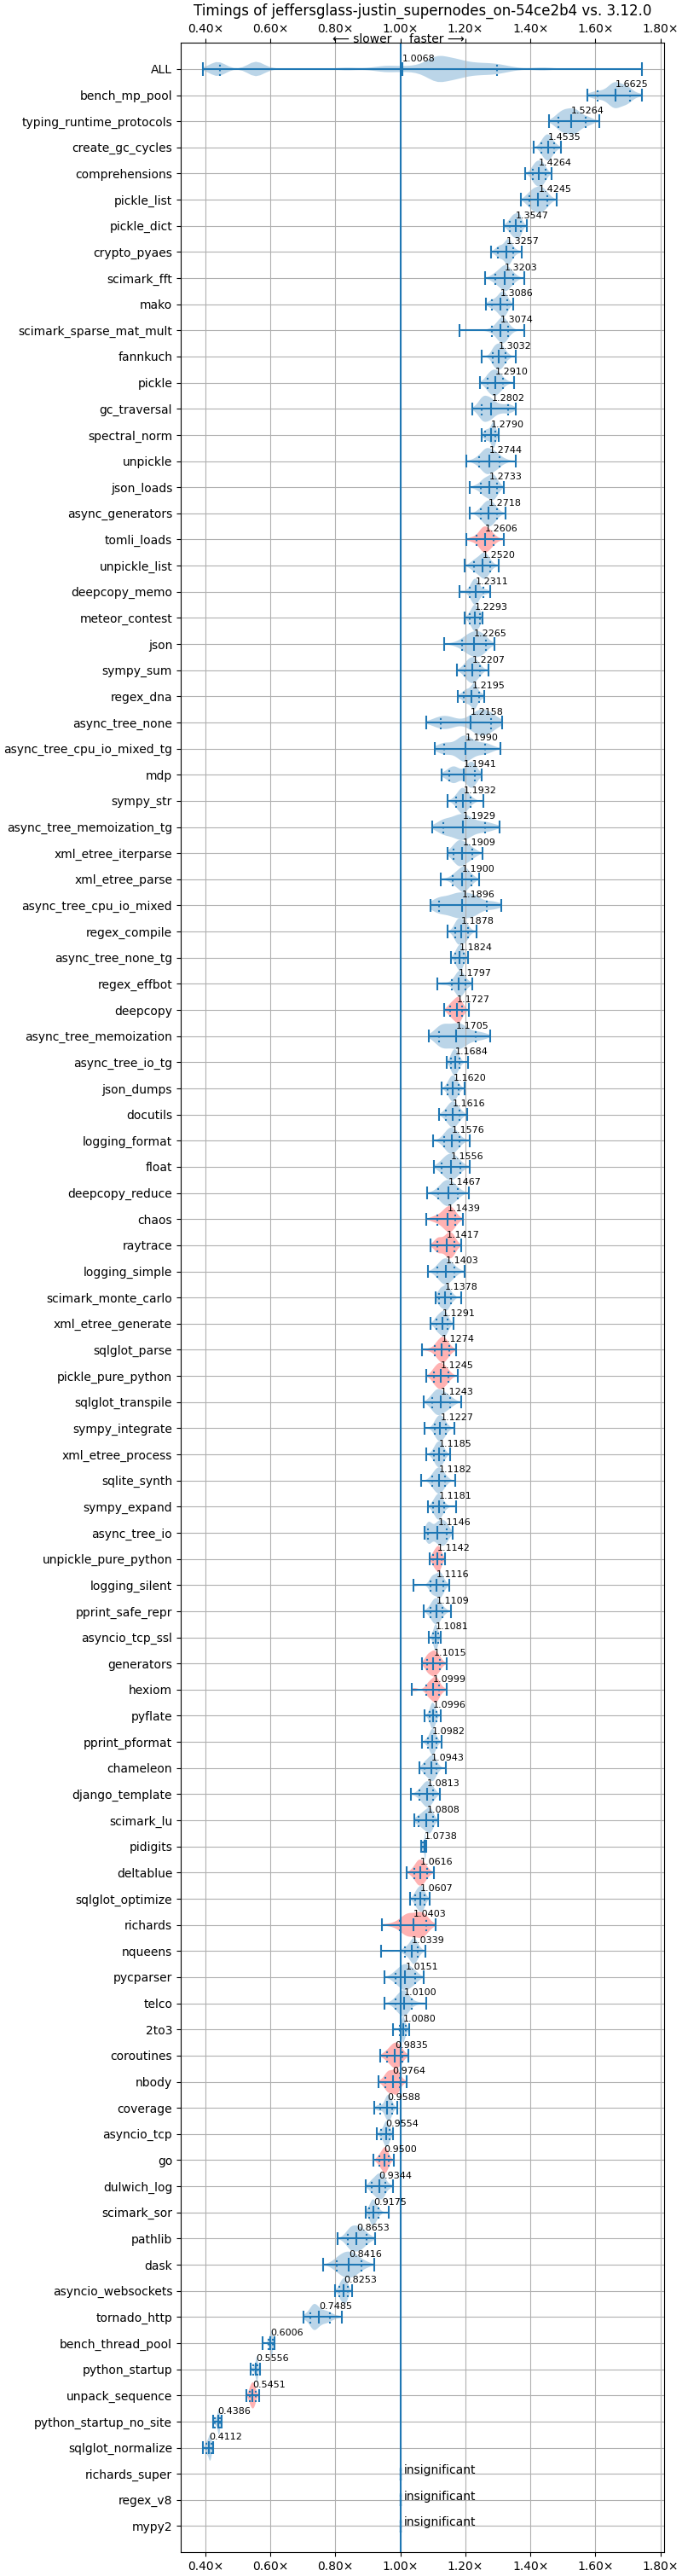 Timings of jeffersglass-justin_supernodes_on-54ce2b4 vs. 3.12.0
0.40× 0.60× 0.80× 1.00× 1.20× 1.40× 1.60× 1.80×
⟵ slower faster ⟶
ALL 1.0068
bench_mp_pool 1.6625
typing_runtime_protocols 1.5264
create_gc_cycles 1.4535
comprehensions 1.4264
pickle_list 1.4245
pickle_dict 1.3547
crypto_pyaes 1.3257
scimark_fft 1.3203
mako 1.3086
scimark_sparse_mat_mult 1.3074
fannkuch 1.3032
pickle 1.2910
gc_traversal 1.2802
spectral_norm 1.2790
unpickle 1.2744
json_loads 1.2733
async_generators 1.2718
tomli_loads 1.2606
unpickle_list 1.2520
deepcopy_memo 1.2311
meteor_contest 1.2293
json 1.2265
sympy_sum 1.2207
regex_dna 1.2195
async_tree_none 1.2158
async_tree_cpu_io_mixed_tg 1.1990
mdp 1.1941
sympy_str 1.1932
async_tree_memoization_tg 1.1929
xml_etree_iterparse 1.1909
xml_etree_parse 1.1900
async_tree_cpu_io_mixed 1.1896
regex_compile 1.1878
async_tree_none_tg 1.1824
regex_effbot 1.1797
deepcopy 1.1727
async_tree_memoization 1.1705
async_tree_io_tg 1.1684
json_dumps 1.1620
docutils 1.1616
logging_format 1.1576
float 1.1556
deepcopy_reduce 1.1467
chaos 1.1439
raytrace 1.1417
logging_simple 1.1403
scimark_monte_carlo 1.1378
xml_etree_generate 1.1291
sqlglot_parse 1.1274
pickle_pure_python 1.1245
sqlglot_transpile 1.1243
sympy_integrate 1.1227
xml_etree_process 1.1185
sqlite_synth 1.1182
sympy_expand 1.1181
async_tree_io 1.1146
unpickle_pure_python 1.1142
logging_silent 1.1116
pprint_safe_repr 1.1109
asyncio_tcp_ssl 1.1081
generators 1.1015
hexiom 1.0999
pyflate 1.0996
pprint_pformat 1.0982
chameleon 1.0943
django_template 1.0813
scimark_lu 1.0808
pidigits 1.0738
deltablue 1.0616
sqlglot_optimize 1.0607
richards 1.0403
nqueens 1.0339
pycparser 1.0151
telco 1.0100
2to3 1.0080
coroutines 0.9835
nbody 0.9764
coverage 0.9588
asyncio_tcp 0.9554
go 0.9500
dulwich_log 0.9344
scimark_sor 0.9175
pathlib 0.8653
dask 0.8416
asyncio_websockets 0.8253
tornado_http 0.7485
bench_thread_pool 0.6006
python_startup 0.5556
unpack_sequence 0.5451
python_startup_no_site 0.4386
sqlglot_normalize 0.4112
richards_super insignificant
regex_v8 insignificant
mypy2 insignificant
0.40× 0.60× 0.80× 1.00× 1.20× 1.40× 1.60× 1.80×